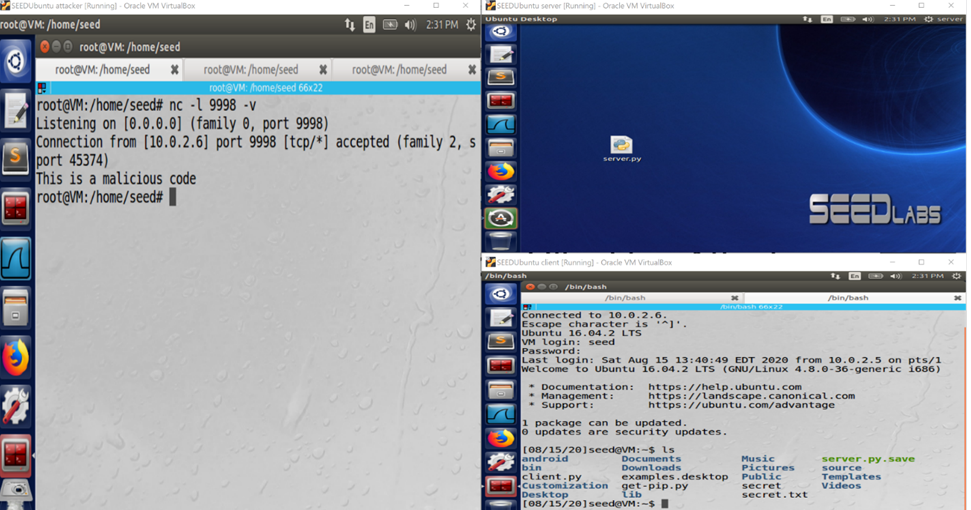 SEEDUbuntu attacker [Running] - Oracle VM VirtualBox
root@VM: /home/seed
En
2:31 PM
root@VM: /home/seed
root@VM: /home/seed
root@VM: /home/seed
root@VM: /home/seed
root@VM: /home/seed 66x22
root@VM:/home/seed# nc -l 9998 -v
Listening on [0.0.0.0] (family 0, port 9998)
Connection from [10.0.2.6] port 9998 [tcp/*] accepted (family 2, s
port 45374)
This is a malicious code
root@VM:/home/seed#
SEEDUbuntu server [Running] - Oracle VM VirtualBox
Ubuntu Desktop
En
2:31 PM
server
server.py
SEEDLABS
SEEDUbuntu client [Running] - Oracle VM VirtualBox
/bin/bash
En
2:31 PM
/bin/bash
/bin/bash
/bin/bash
/bin/bash 66x22
Connected to 10.0.2.6.
Escape character is '^]'.
Ubuntu 16.04.2 LTS
VM login: seed
Password:
Last login: Sat Aug 15 13:40:49 EDT 2020 from 10.0.2.5 on pts/1
Welcome to Ubuntu 16.04.2 LTS (GNU/Linux 4.8.0-36-generic i686)
* Documentation: https://help.ubuntu.com
* Management: https://landscape.canonical.com
* Support: https://ubuntu.com/advantage
1 package can be updated.
0 updates are security updates.
[08/15/20]seed@VM:~$ ls
android Documents Music server.py.save
bin Downloads Pictures source
client.py examples.desktop Public Templates
Customization get-pip.py secret Videos
Desktop lib secret.txt
[08/15/20]seed@VM:~$